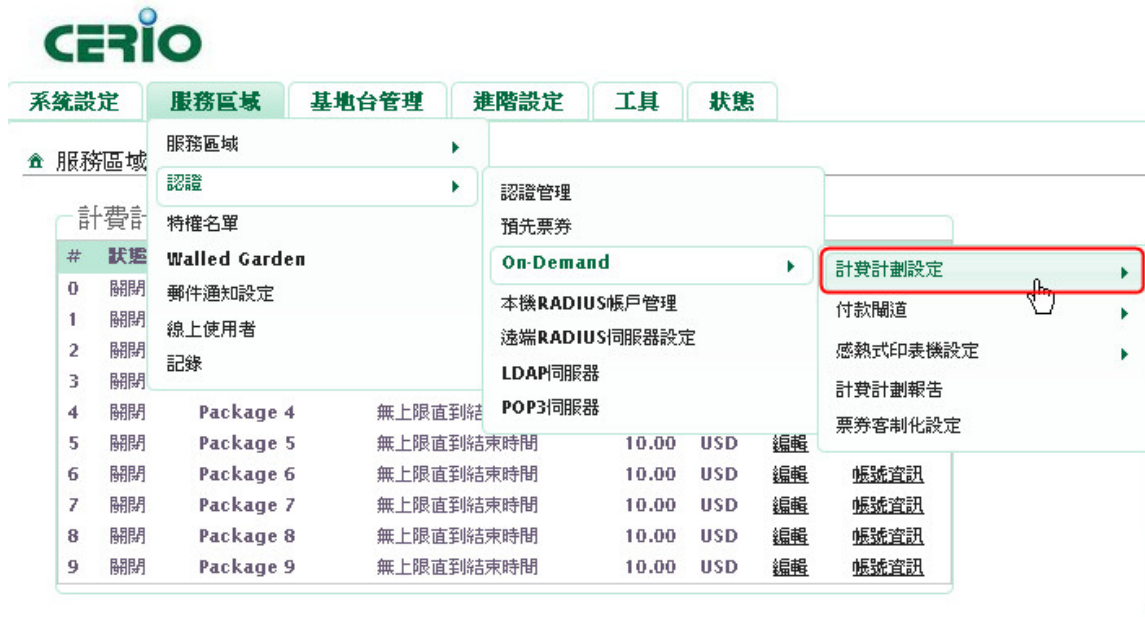 CERIO
系統設定 服務區域 基地台管理 進階設定 工具 狀態
服務區域
服務區域
認證
特權名單
Walled Garden
郵件通知設定
線上使用者
記錄
認證管理
預先票券
On-Demand
本機RADIUS帳戶管理
遠端RADIUS伺服器設定
LDAP伺服器
POP3伺服器
計費計劃設定
付款閘道
感熱式印表機設定
計費計劃報告
票券客制化設定
計費計
# 狀態
0 關閉
1 關閉
2 關閉
3 關閉
4 關閉 Package 4 無上限直到結
5 關閉 Package 5 無上限直到結束時間 10.00 USD 編輯
6 關閉 Package 6 無上限直到結束時間 10.00 USD 編輯 帳號資訊
7 關閉 Package 7 無上限直到結束時間 10.00 USD 編輯 帳號資訊
8 關閉 Package 8 無上限直到結束時間 10.00 USD 編輯 帳號資訊
9 關閉 Package 9 無上限直到結束時間 10.00 USD 編輯 帳號資訊